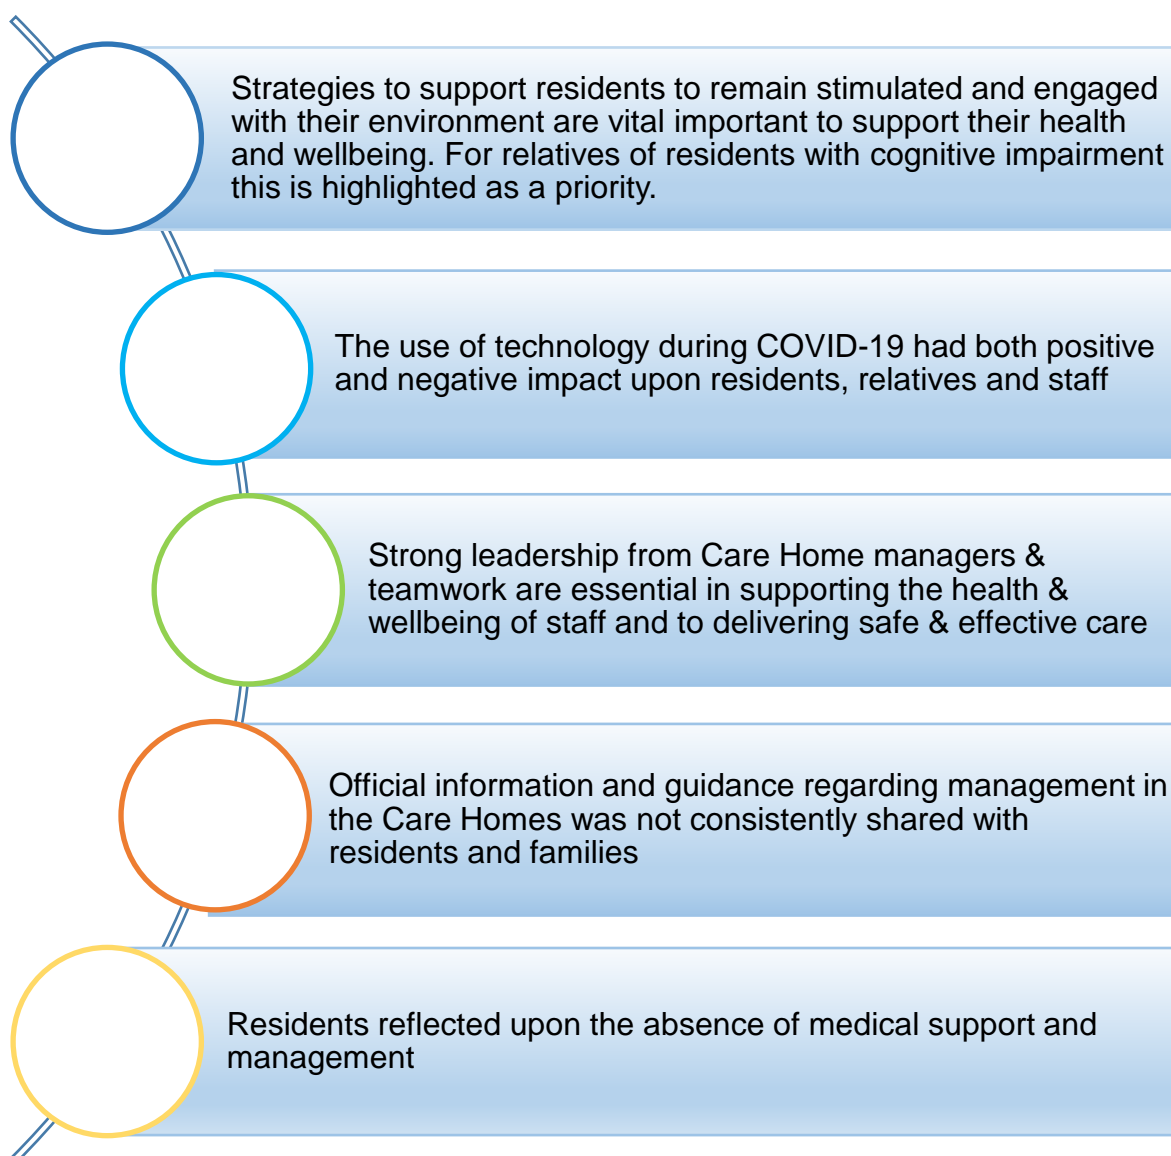 Strategies to support residents to remain stimulated and engaged
with their environment are vital important to support their health
and wellbeing. For relatives of residents with cognitive impairment
this is highlighted as a priority.
The use of technology during COVID-19 had both positive
and negative impact upon residents, relatives and staff
Strong leadership from Care Home managers &
teamwork are essential in supporting the health &
wellbeing of staff and to delivering safe & effective care
Official information and guidance regarding management in
the Care Homes was not consistently shared with
residents and families
Residents reflected upon the absence of medical support and
management